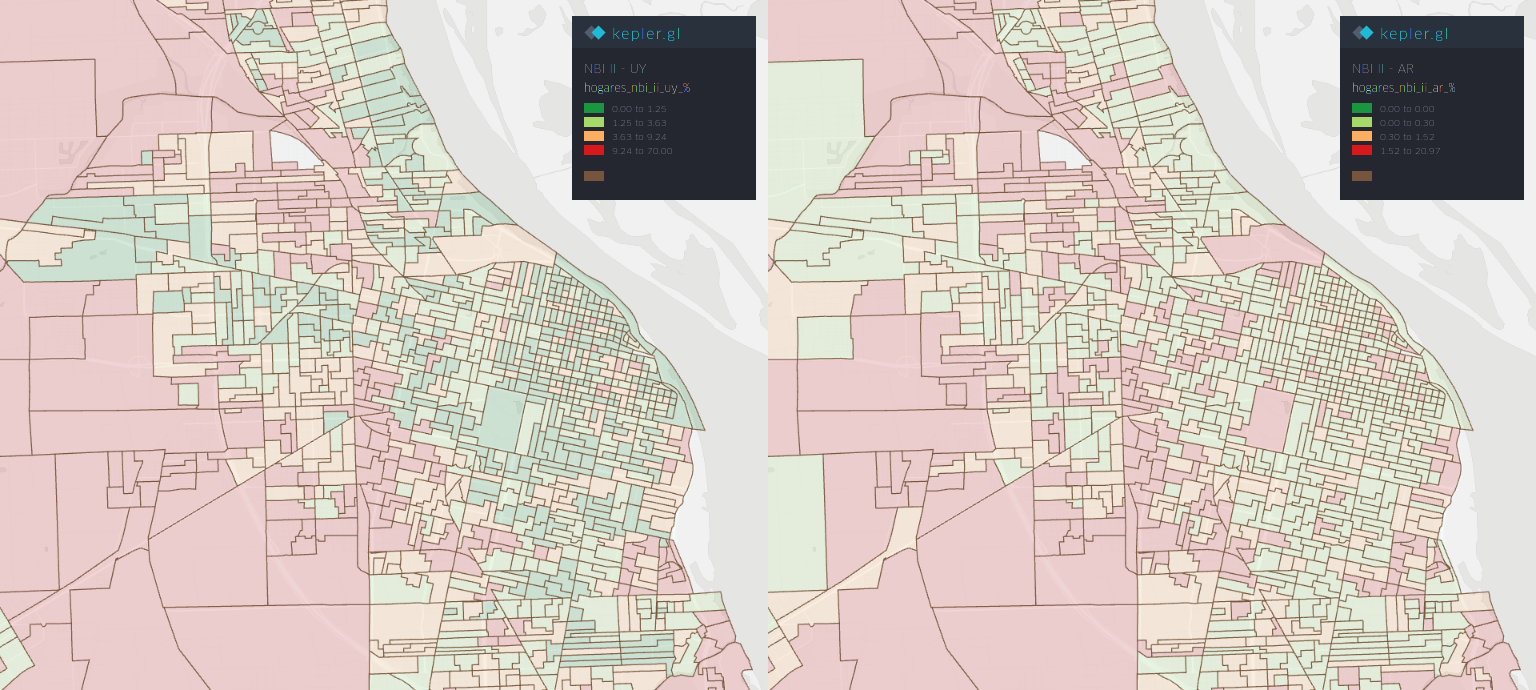 kepler.gl
NBI II - UY
hogares_nbi_ii_uy_%
0.00 to 1.25
1.25 to 3.63
3.63 to 9.24
9.24 to 70.00
kepler.gl
NBI II - AR
hogares_nbi_ii_ar_%
0.00 to 0.00
0.00 to 0.30
0.30 to 1.52
1.52 to 20.97